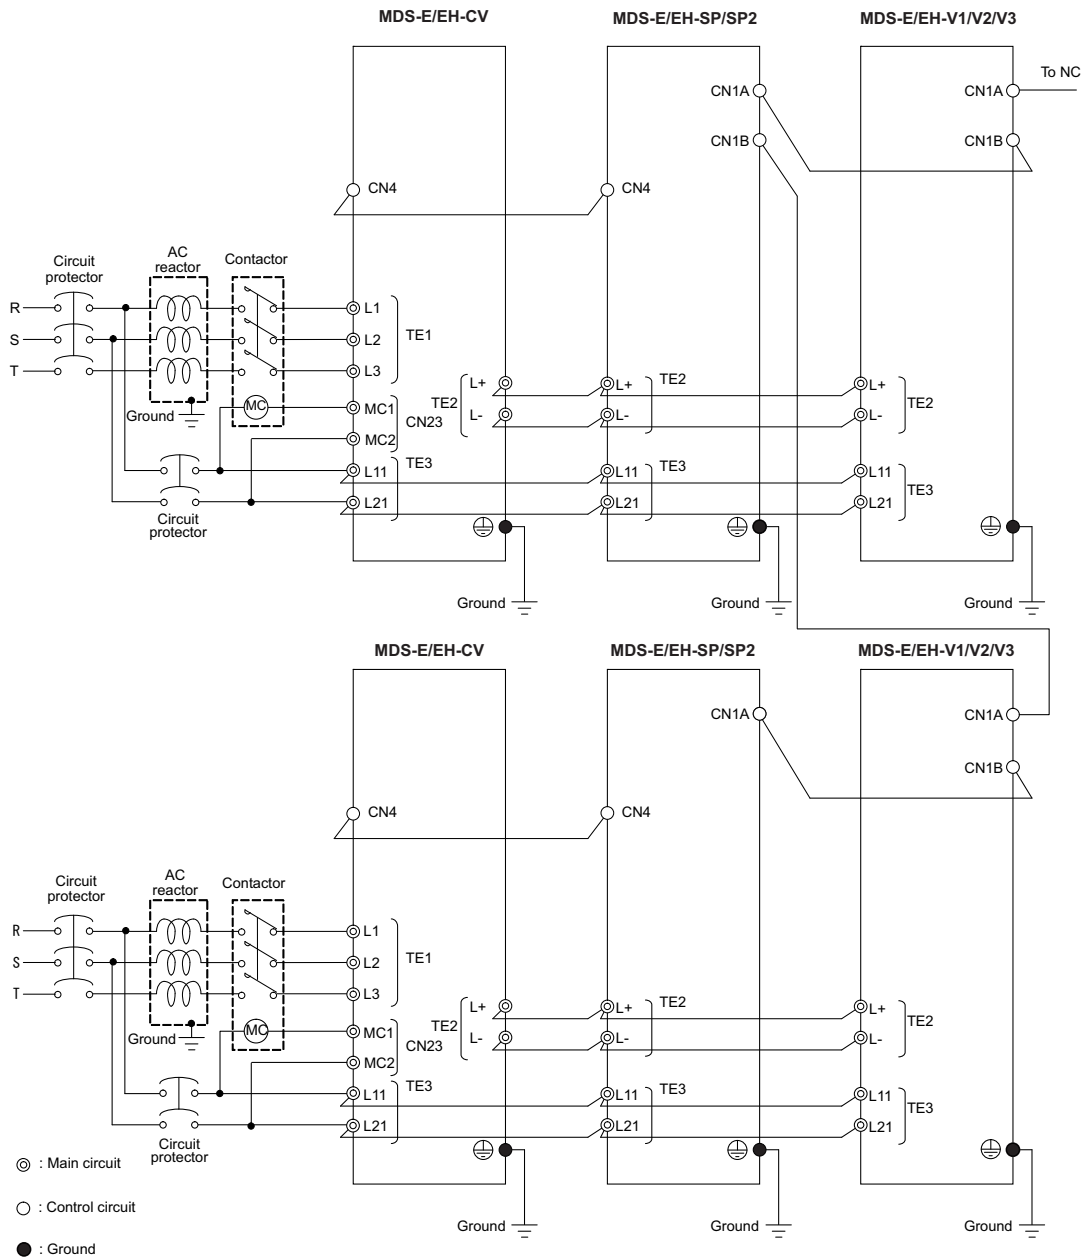 MDS-E/EH-CV
MDS-E/EH-SP/SP2
MDS-E/EH-V1/V2/V3
To NC
CN1A
CN1A
CN1B
CN1B
CN4
CN4
Circuit
protector
AC
reactor
Contactor
R
L1
S
L2
TE1
T
L3
L+
TE2
L+
TE2
L+
TE2
MC
MC1
CN23
L-
L-
L-
Ground
MC2
L11
TE3
L11
TE3
L11
TE3
L21
L21
L21
Circuit
protector
Ground
Ground
Ground
MDS-E/EH-CV
MDS-E/EH-SP/SP2
MDS-E/EH-V1/V2/V3
CN1A
CN1A
CN1B
CN4
CN4
Circuit
protector
AC
reactor
Contactor
R
L1
S
L2
TE1
T
L3
L+
TE2
L+
TE2
L+
TE2
MC
MC1
CN23
L-
L-
L-
Ground
MC2
L11
TE3
L11
TE3
L11
TE3
L21
L21
L21
Circuit
protector
: Main circuit
: Control circuit
Ground
Ground
Ground
: Ground